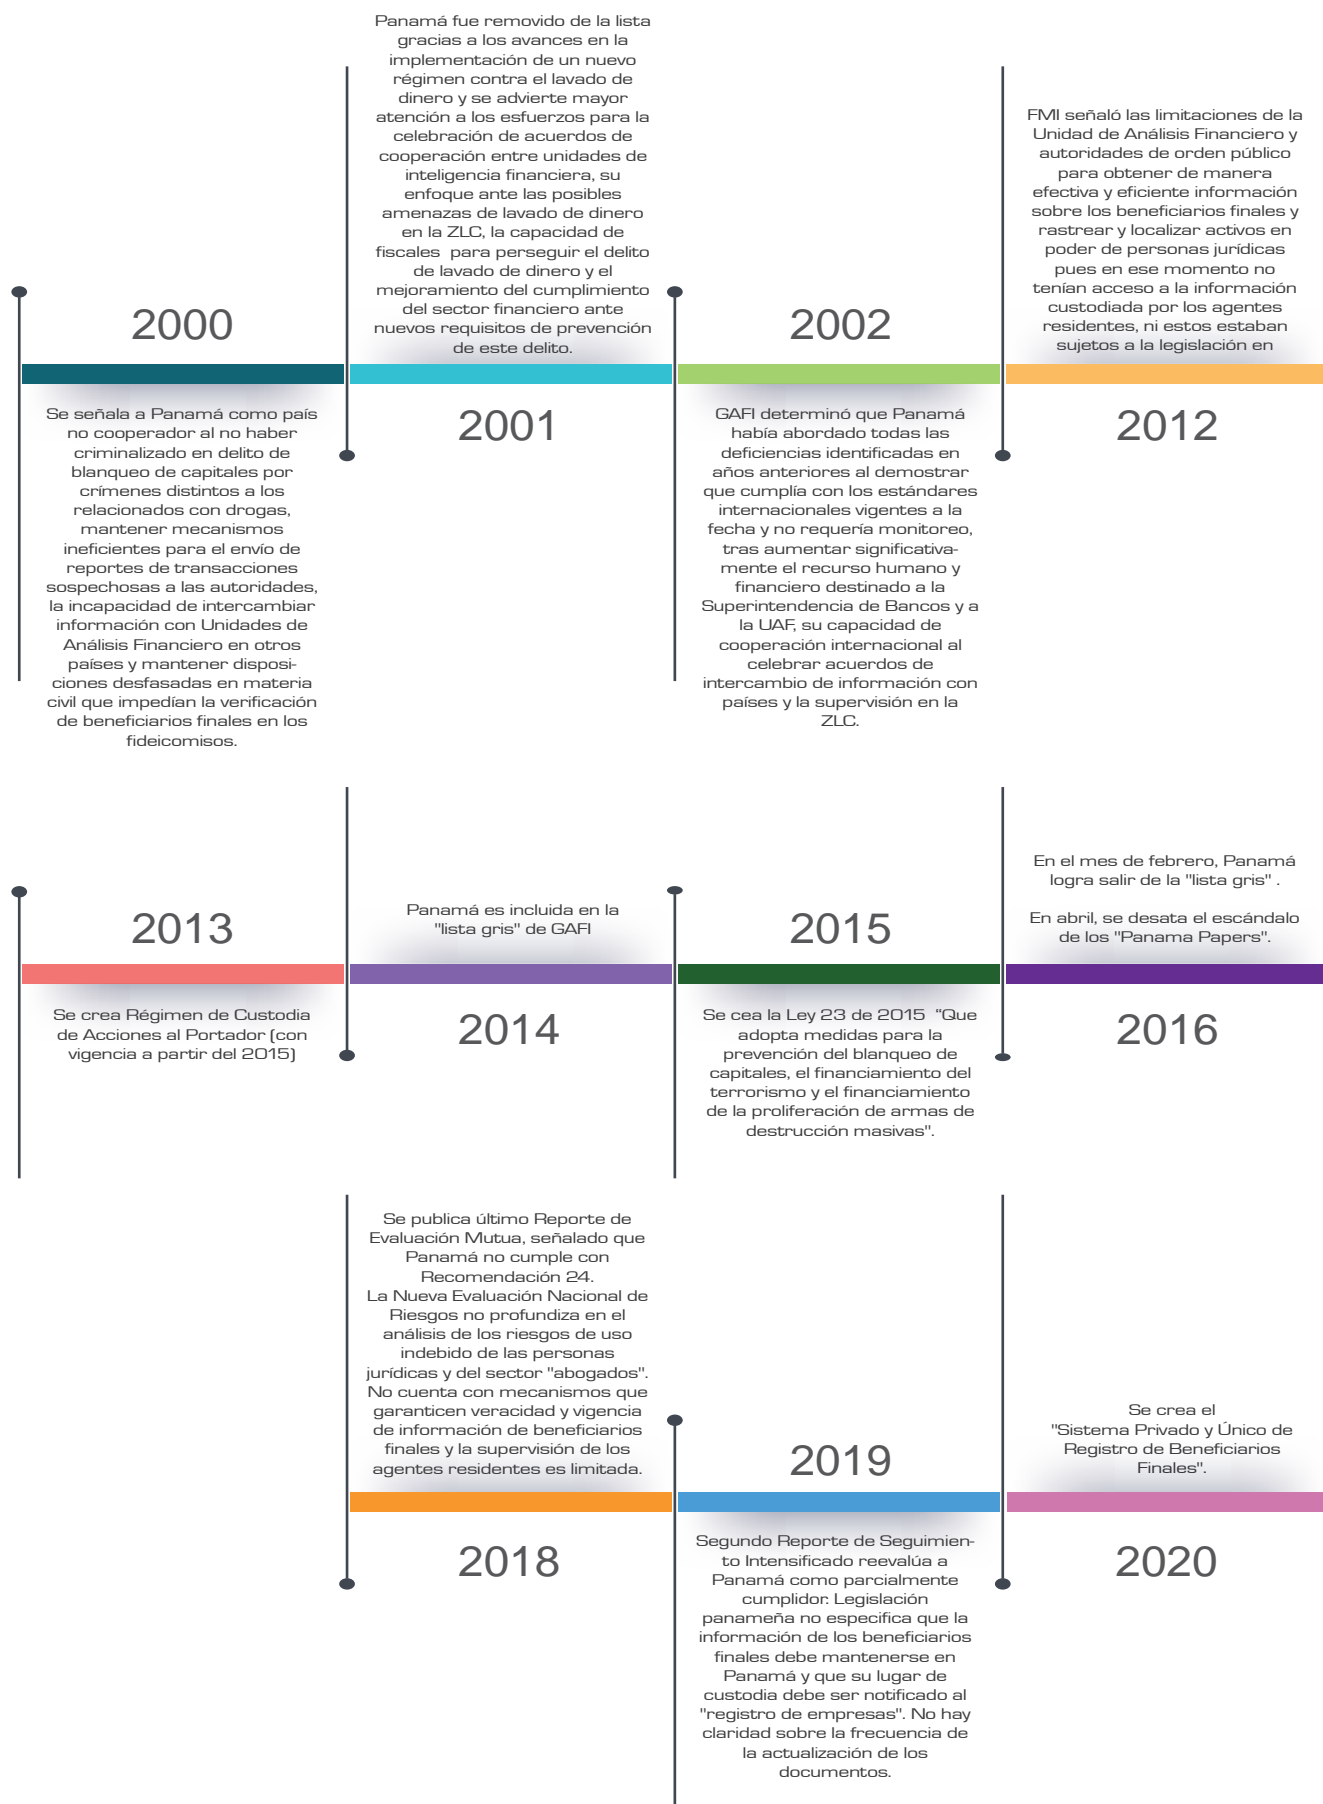 2000
Se señala a Panamá como país
no cooperador al no haber
criminalizado en delito de
blanqueo de capitales por
crímenes distintos a los
relacionados con drogas,
mantener mecanismos
ineficientes para el envío de
reportes de transacciones
sospechosas a las autoridades,
la incapacidad de intercambiar
información con Unidades de
Análisis Financiero en otros
países y mantener disposi-
ciones desfasadas en materia
civil que impedían la verificación
de beneficiarios finales en los
fideicomisos.
Panamá fue removido de la lista
gracias a los avances en la
implementación de un nuevo
régimen contra el lavado de
dinero y se advierte mayor
atención a los esfuerzos para la
celebración de acuerdos de
cooperación entre unidades de
inteligencia financiera, su
enfoque ante las posibles
amenazas de lavado de dinero
en la ZLC, la capacidad de
fiscales para perseguir el delito
de lavado de dinero y el
mejoramiento del cumplimiento
del sector financiero ante
nuevos requisitos de prevención
de este delito.
2001
2002
GAFI determinó que Panamá
había abordado todas las
deficiencias identificadas en
años anteriores al demostrar
que cumplía con los estándares
internacionales vigentes a la
fecha y no requería monitoreo,
tras aumentar significativa-
mente el recurso humano y
financiero destinado a la
Superintendencia de Bancos y a
la UAF, su capacidad de
cooperación internacional al
celebrar acuerdos de
intercambio de información con
países y la supervisión en la
ZLC.
FMI señaló las limitaciones de la
Unidad de Análisis Financiero y
autoridades de orden público
para obtener de manera
efectiva y eficiente información
sobre los beneficiarios finales y
rastrear y localizar activos en
poder de personas jurídicas
pues en ese momento no
tenían acceso a la información
custodiada por los agentes
residentes, ni estos estaban
sujetos a la legislación en
2012
2013
Se crea Régimen de Custodia
de Acciones al Portador (con
vigencia a partir del 2015)
Panamá es incluida en la
"lista gris" de GAFI
2014
2015
Se cea la Ley 23 de 2015 “Que
adopta medidas para la
prevención del blanqueo de
capitales, el financiamiento del
terrorismo y el financiamiento
de la proliferación de armas de
destrucción masivas".
En el mes de febrero, Panamá
logra salir de la "lista gris" .
En abril, se desata el escándalo
de los "Panama Papers".
2016
Se publica último Reporte de
Evaluación Mutua, señalado que
Panamá no cumple con
Recomendación 24.
La Nueva Evaluación Nacional de
Riesgos no profundiza en el
análisis de los riesgos de uso
indebido de las personas
jurídicas y del sector "abogados".
No cuenta con mecanismos que
garanticen veracidad y vigencia
de información de beneficiarios
finales y la supervisión de los
agentes residentes es limitada.
2018
2019
Segundo Reporte de Seguimien-
to Intensificado reevalúa a
Panamá como parcialmente
cumplidor. Legislación
panameña no especifica que la
información de los beneficiarios
finales debe mantenerse en
Panamá y que su lugar de
custodia debe ser notificado al
"registro de empresas". No hay
claridad sobre la frecuencia de
la actualización de los
documentos.
Se crea el
"Sistema Privado y Único de
Registro de Beneficiarios
Finales".
2020